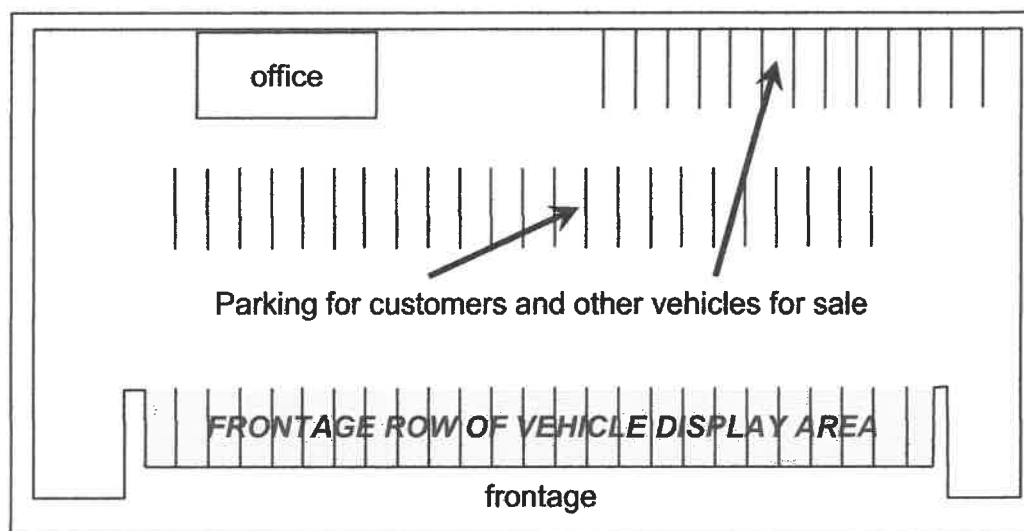 office
Parking for customers and other vehicles for sale
FRONTAGE ROW OF VEHICLE DISPLAY AREA
frontage